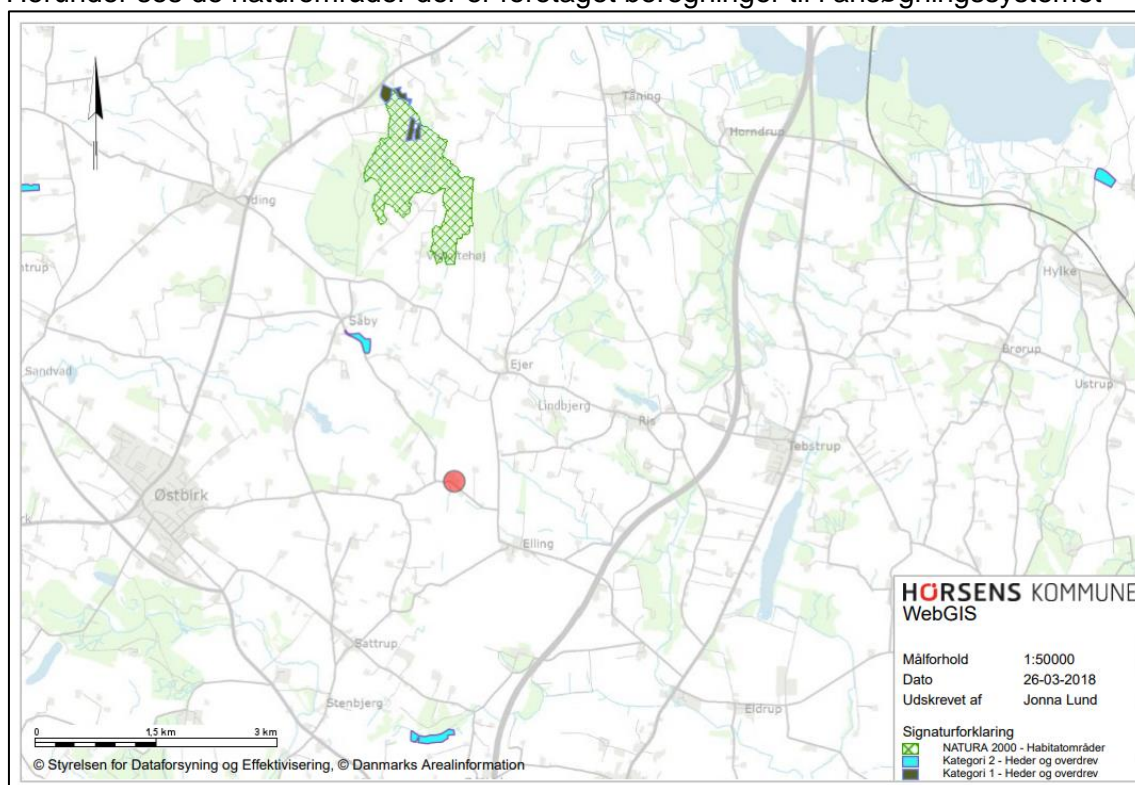 Herunder ses de naturområder der er foretaget beregninger til i ansøgningssystemet
Tåning
Horndrup
Yding
Hylke
Såby
Ejer
Brørup
Sandvad
Ustrup
Lindbjerg
Ris
Tebstrup
Østbirk
Elling
Sattrup
Stenbjerg
Eldrup
HORSENS KOMMUNE
WebGIS
Målforhold 1:50000
Dato 26-03-2018
Udskrevet af Jonna Lund
Signaturforklaring
NATURA 2000 - Habitatområder
Kategori 2 - Heder og overdrev
Kategori 1 - Heder og overdrev
0 1,5 km 3 km
© Styrelsen for Dataforsyning og Effektivisering, © Danmarks Arealinformation